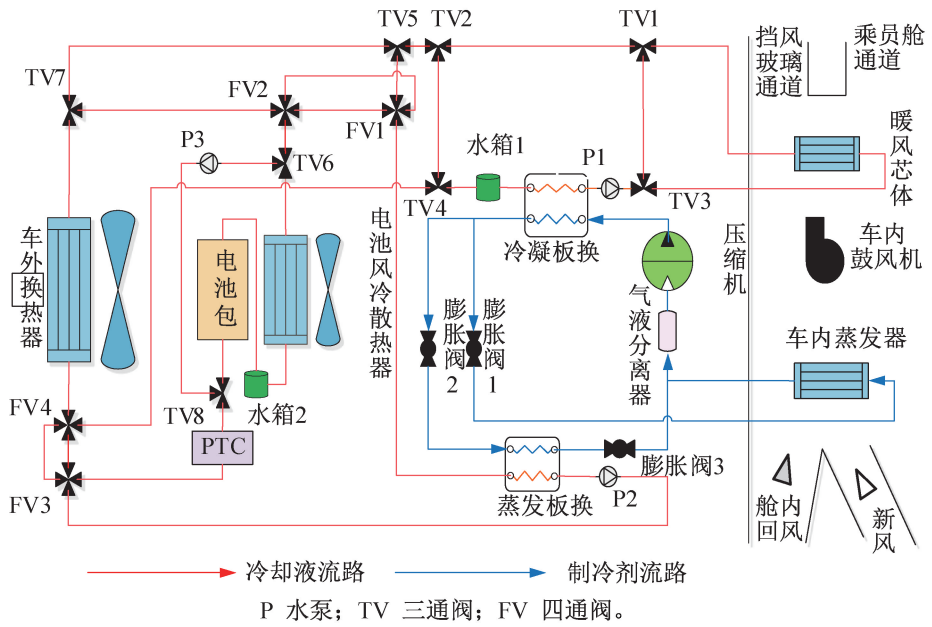 TV5
TV2
TV1
挡风
玻璃
通道
乘员舱
通道
TV7
FV2
FV1
P3
TV6
水箱1
P1
暖
风
芯
体
TV4
TV3
冷凝板换
压
缩
机
车内
鼓风机
车
外
换
热
器
电
池
包
电
池
风
冷
散
热
器
膨
胀
阀
2
膨
胀
阀
1
气
液
分
离
器
车内蒸发器
FV4
TV8
水箱2
PTC
FV3
膨胀阀3
蒸发板换
P2
舱内
回风
新
风
冷却液流路
制冷剂流路
P 水泵；TV 三通阀；FV 四通阀。